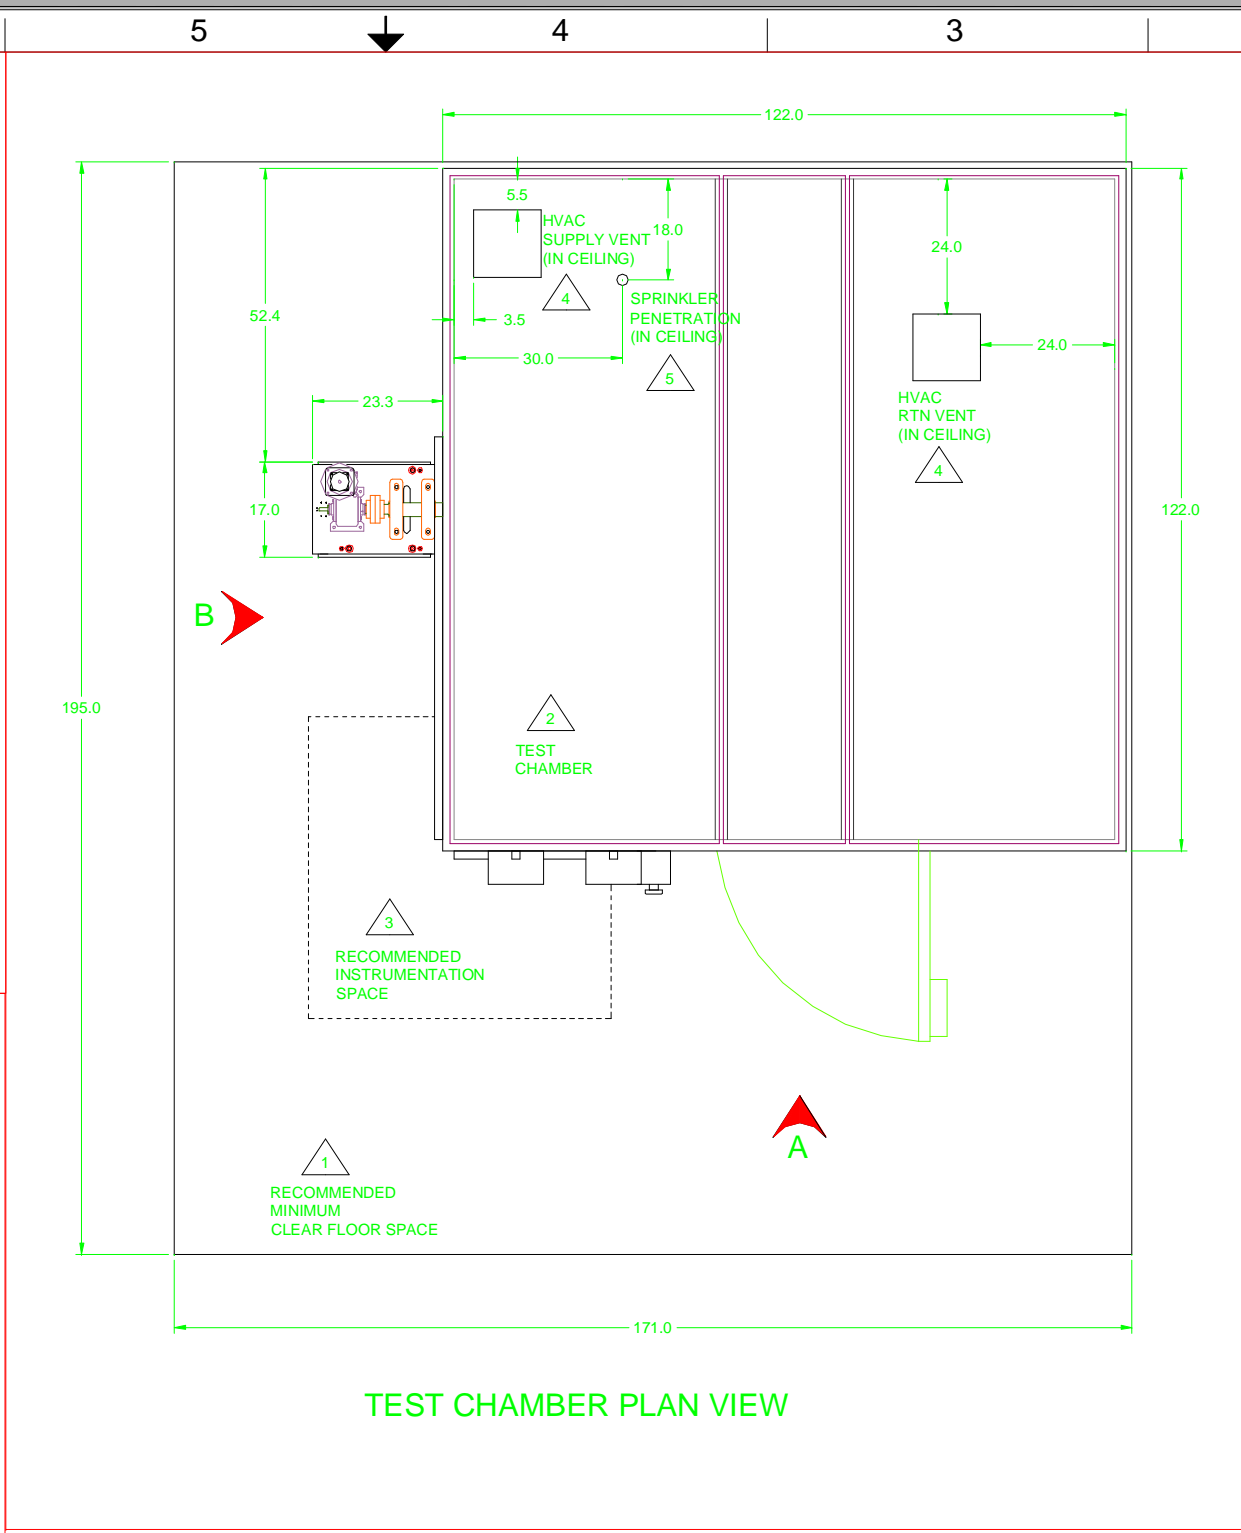 5
4
3
122.0
5.5
HVAC
SUPPLY VENT
(IN CEILING)
18.0
24.0
4
SPRINKLER
PENETRATION
(IN CEILING)
52.4
3.5
30.0
24.0
5
23.3
HVAC
RTN VENT
(IN CEILING)
4
17.0
122.0
B
195.0
2
TEST
CHAMBER
3
RECOMMENDED
INSTRUMENTATION
SPACE
A
1
RECOMMENDED
MINIMUM
CLEAR FLOOR SPACE
171.0
TEST CHAMBER PLAN VIEW